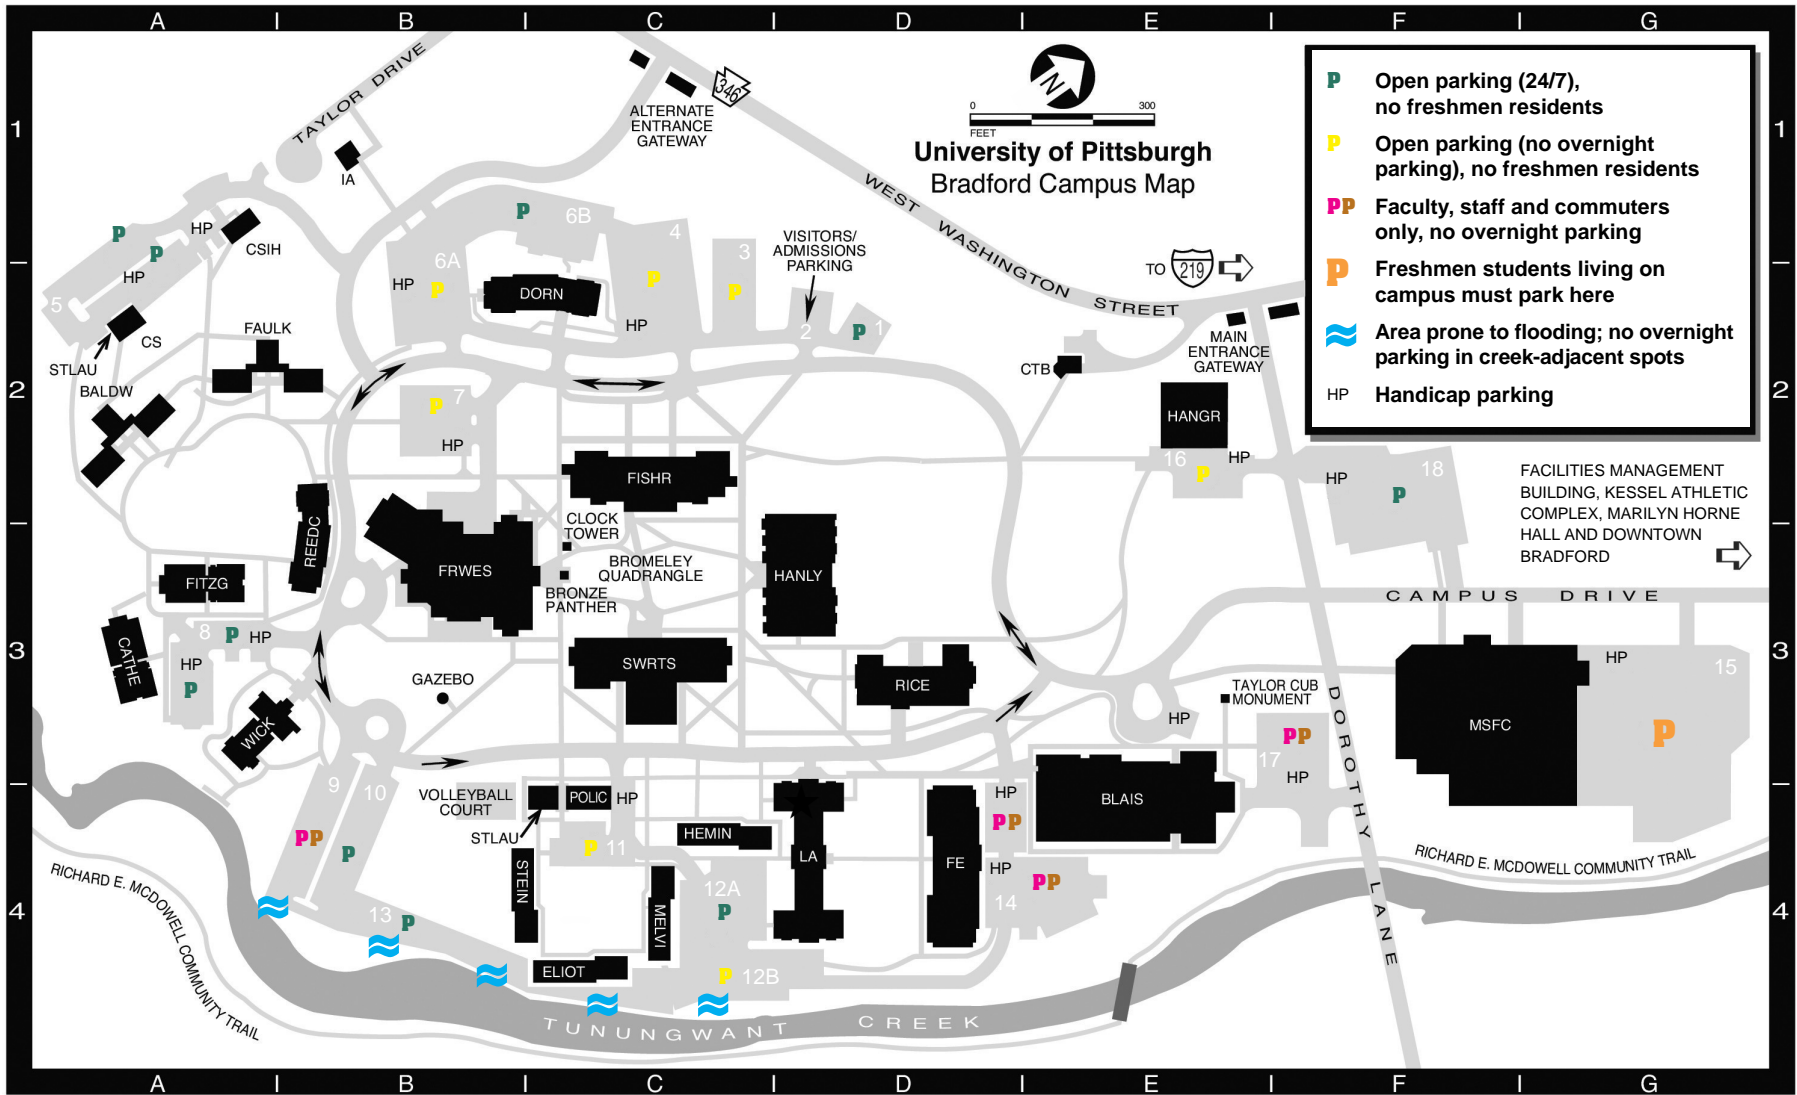 A I B I C I D I E I F I G
1
1
2
2
3
3
4
4
A I B I C I D I E I F I G
TAYLOR DRIVE
346
ALTERNATE
ENTRANCE
GATEWAY
N
0 300
FEET
University of Pittsburgh
Bradford Campus Map
P Open parking (24/7),
no freshmen residents
P Open parking (no overnight
parking), no freshmen residents
PP Faculty, staff and commuters
only, no overnight parking
P Freshmen students living on
campus must park here
Area prone to flooding; no overnight
parking in creek-adjacent spots
HP Handicap parking
IA
WEST WASHINGTON STREET
TO 219
MAIN
ENTRANCE
GATEWAY
VISITORS/
ADMISSIONS
PARKING
P
P
HP
HP
CSIH
5
STLAU
CS
FAULK
BALDW
HP
6A
P
P
6B
DORN
4
P
HP
3
P
2
P 1
CTB
HANGR
16
P
HP
HP
18
P
FACILITIES MANAGEMENT
BUILDING, KESSEL ATHLETIC
COMPLEX, MARILYN HORNE
HALL AND DOWNTOWN
BRADFORD
7
P
HP
FISHR
CLOCK
TOWER
BROMELEY
QUADRANGLE
BRONZE
PANTHER
FRWES
HANLY
REEDC
FITZG
CATHE
8
P
HP
HP
P
WICK
GAZEBO
SWRTS
RICE
CAMPUS DRIVE
TAYLOR CUB
MONUMENT
HP
PP
17
HP
DOROTHY LANE
MSFC
HP
15
P
9
10
PP
P
VOLLEYBALL
COURT
STLAU
POLIC
HP
P
11
HEMIN
STEIN
MELVI
ELIOT
12A
P
P
12B
LA
FE
HP
PP
HP
PP
14
BLAIS
13
P
RICHARD E. MCDOWELL COMMUNITY TRAIL
RICHARD E. MCDOWELL COMMUNITY TRAIL
TUNUNGWANT CREEK